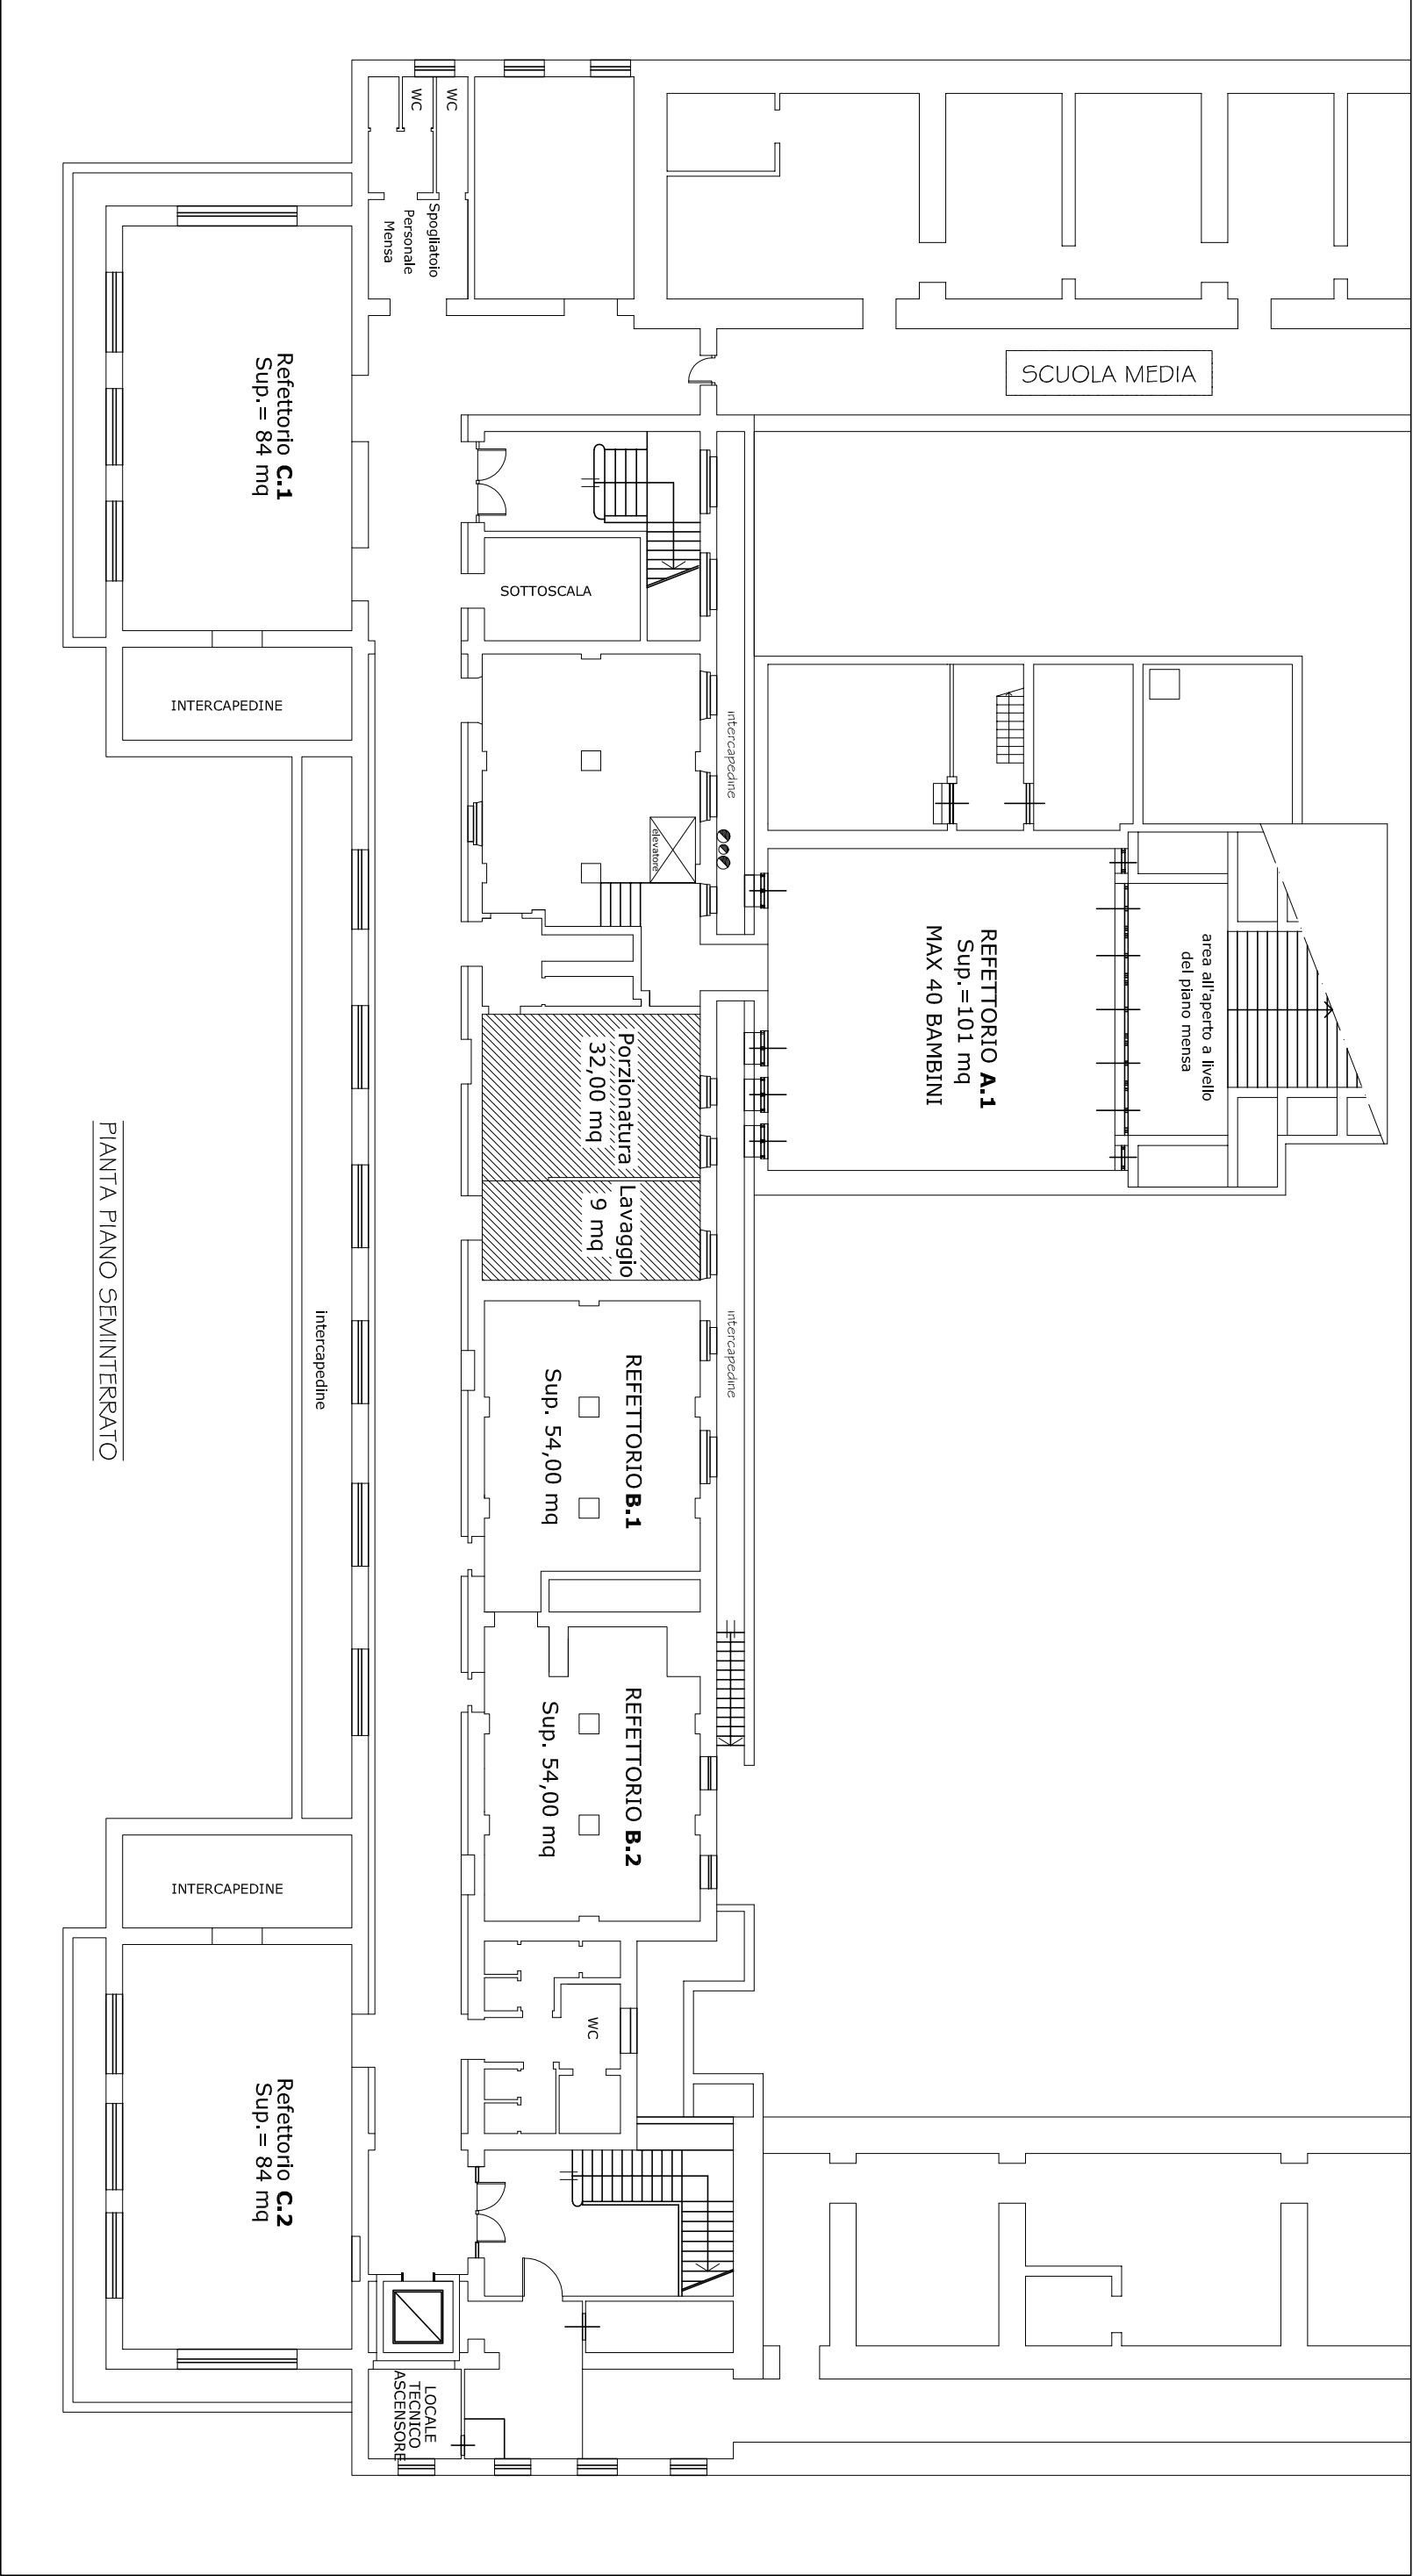 WC
WC
Spogliatoio
Personale
Mensa
SCUOLA MEDIA
Refettorio C.1
Sup.= 84 mq
SOTTOSCALA
INTERCAPEDINE
intercapedine
elevatore
REFETTORIO A.1
Sup.=101 mq
MAX 40 BAMBINI
area all'aperto a livello
del piano mensa
Porzionatura
32,00 mq
Lavaggio
9 mq
PIANTA PIANO SEMINTERRATO
intercapedine
intercapedine
REFETTORIO B.1
Sup. 54,00 mq
REFETTORIO B.2
Sup. 54,00 mq
INTERCAPEDINE
WC
Refettorio C.2
Sup.= 84 mq
LOCALE
TECNICO
ASCENSORE